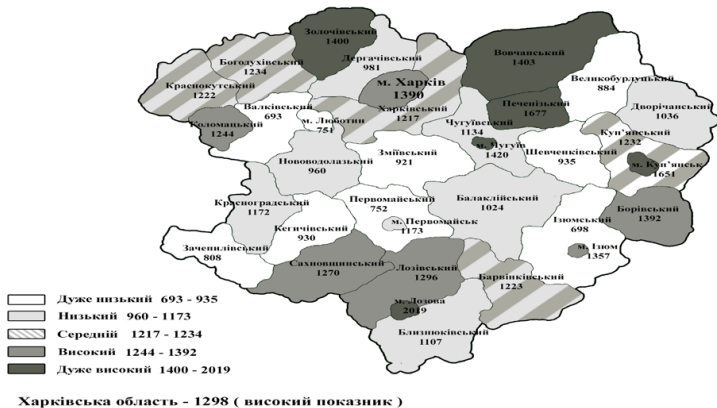 Золочівський
1400
Богодухівський
1234
Дергачівський
981
Вовчанський
1403
Великобурлуцький
884
Краснокутський
1222
м. Харків
1390
Валківський
693
Коломацький
1244
м. Люботин
751
Харківський
1217
Печенізький
1677
Дворічанський
1036
Чугуївський
1134
м. Чугуїв
1420
Шевченківський
935
Куп'янський
1232
м. Куп'янськ
1651
Нововодолазький
960
Зміївський
921
Красноградський
1172
Первомайський
752
м. Первомайськ
1173
Балаклійський
1024
Борівський
1392
Ізюмський
698
м. Ізюм
1357
Кегичівський
930
Зачепилівський
808
Сахновщинський
1270
Лозівський
1296
Барвінківський
1223
м. Лозова
2019
Близнюківський
1107
Дуже низький 693 - 935
Низький 960 - 1173
Середній 1217 - 1234
Високий 1244 - 1392
Дуже високий 1400 - 2019
Харківська область - 1298 ( високий показник )